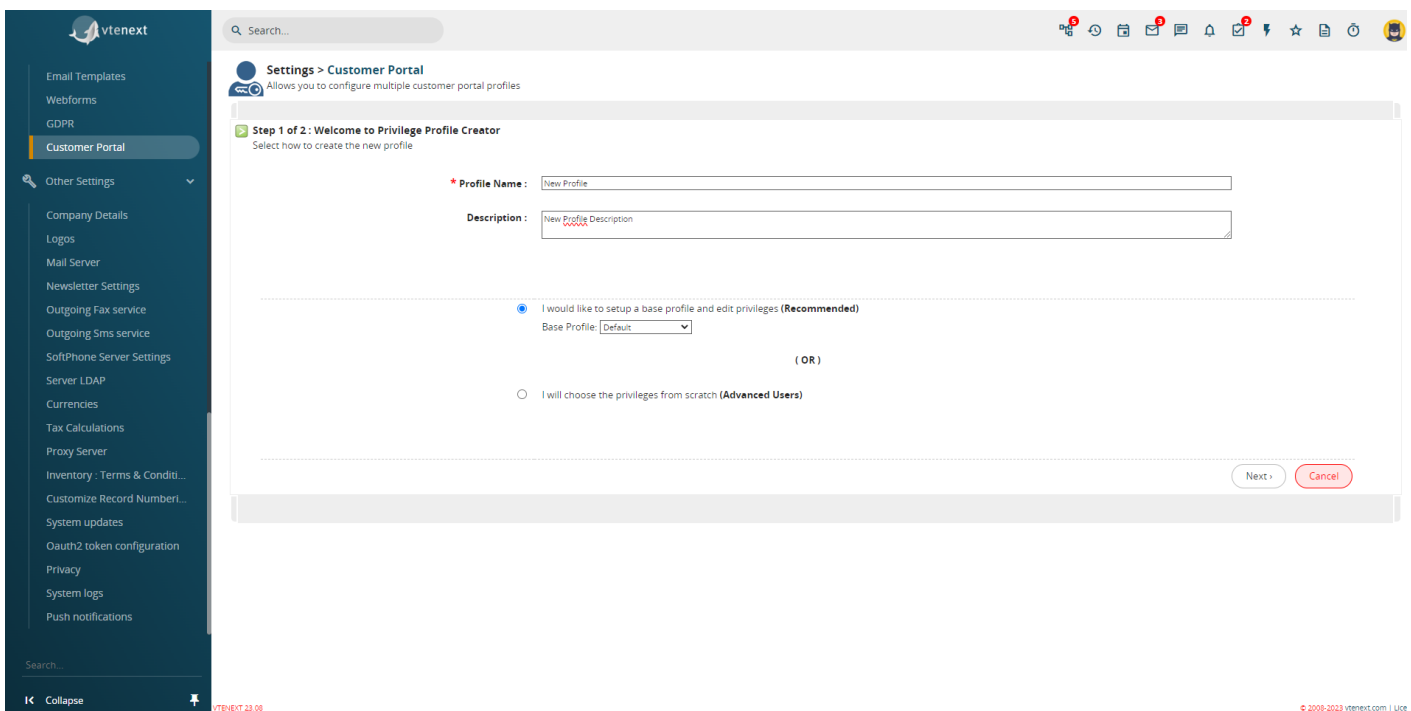 vtenext
Search...
5
3
2
Email Templates
Webforms
GDPR
Customer Portal
Other Settings
Company Details
Logos
Mail Server
Newsletter Settings
Outgoing Fax service
Outgoing Sms service
SoftPhone Server Settings
Server LDAP
Currencies
Tax Calculations
Proxy Server
Inventory : Terms & Conditi...
Customize Record Numberi...
System updates
Oauth2 token configuration
Privacy
System logs
Push notifications
Search...
Collapse
Settings > Customer Portal
Allows you to configure multiple customer portal profiles
Step 1 of 2 : Welcome to Privilege Profile Creator
Select how to create the new profile
* Profile Name : New Profile
Description : New Profile Description
I would like to setup a base profile and edit privileges (Recommended)
Base Profile: Default
( OR )
I will choose the privileges from scratch (Advanced Users)
Next ›
Cancel
VTENEXT 23.08
© 2008-2023 vtenext.com | Lice